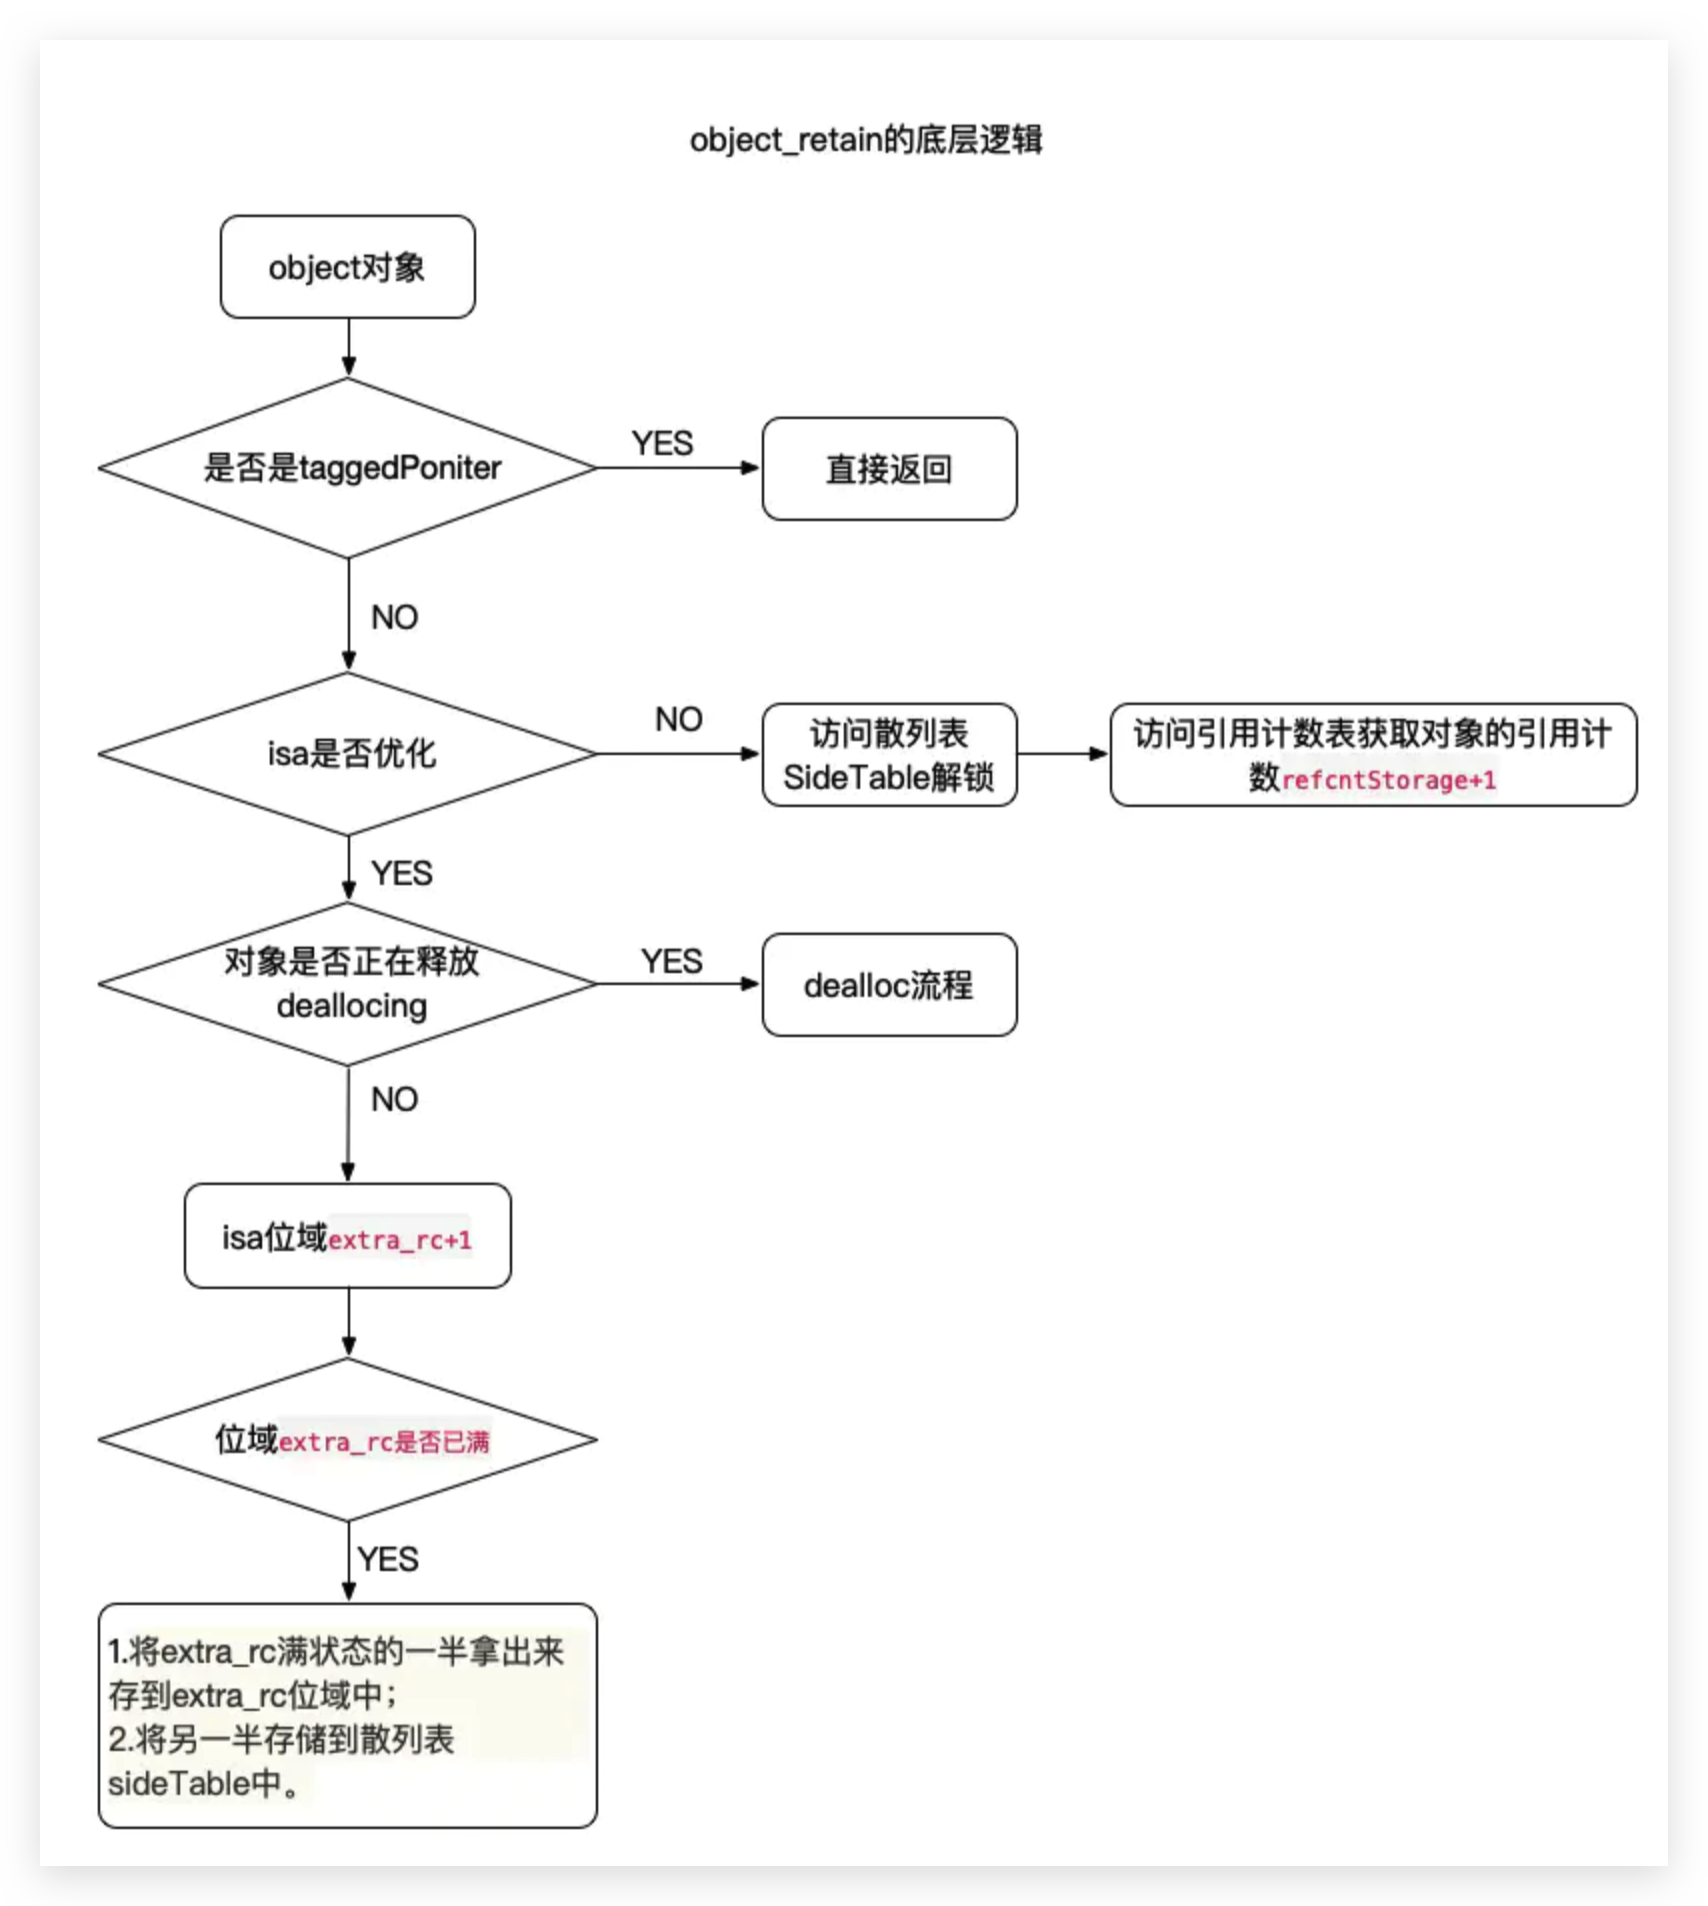 object_retain的底层逻辑
object对象
是否是taggedPoniter
YES
直接返回
NO
isa是否优化
NO
访问散列表
SideTable解锁
访问引用计数表获取对象的引用计
数refcntStorage+1
YES
对象是否正在释放
deallocing
YES
dealloc流程
NO
isa位域extra_rc+1
位域extra_rc是否已满
YES
1.将extra_rc满状态的一半拿出来
存到extra_rc位域中；
2.将另一半存储到散列表
sideTable中。